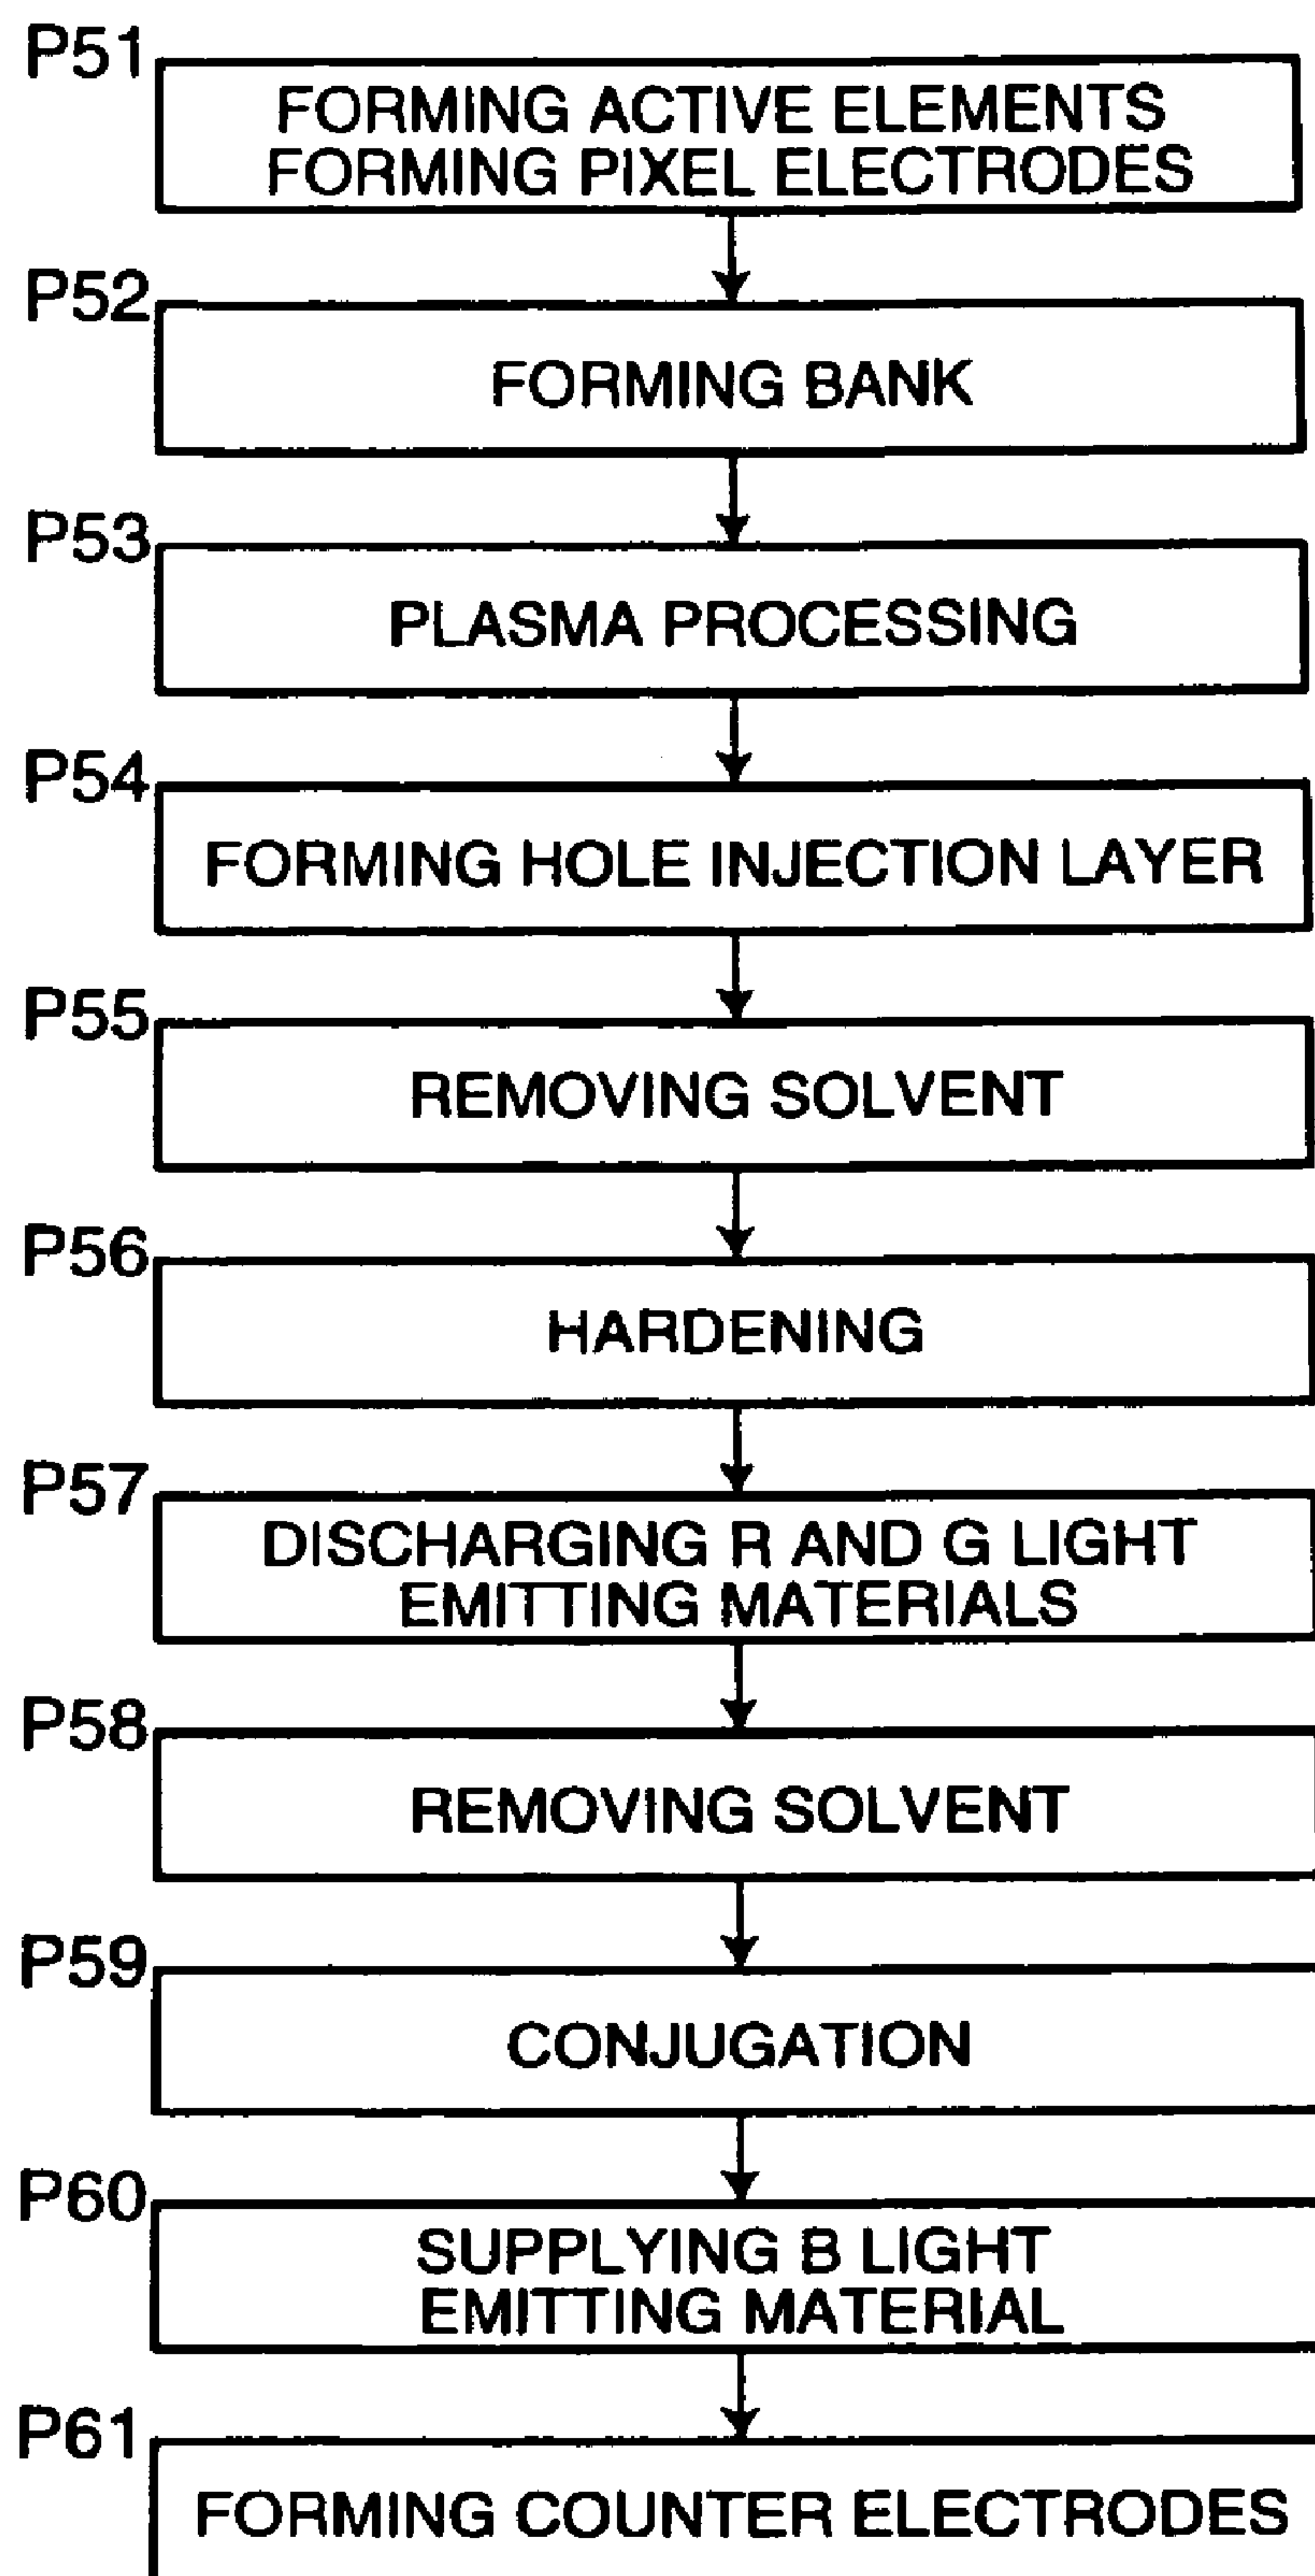 P51
FORMING ACTIVE ELEMENTS
FORMING PIXEL ELECTRODES
P52
FORMING BANK
P53
PLASMA PROCESSING
P54
FORMING HOLE INJECTION LAYER
P55
REMOVING SOLVENT
P56
HARDENING
P57
DISCHARGING R AND G LIGHT
EMITTING MATERIALS
P58
REMOVING SOLVENT
P59
CONJUGATION
P60
SUPPLYING B LIGHT
EMITTING MATERIAL
P61
FORMING COUNTER ELECTRODES